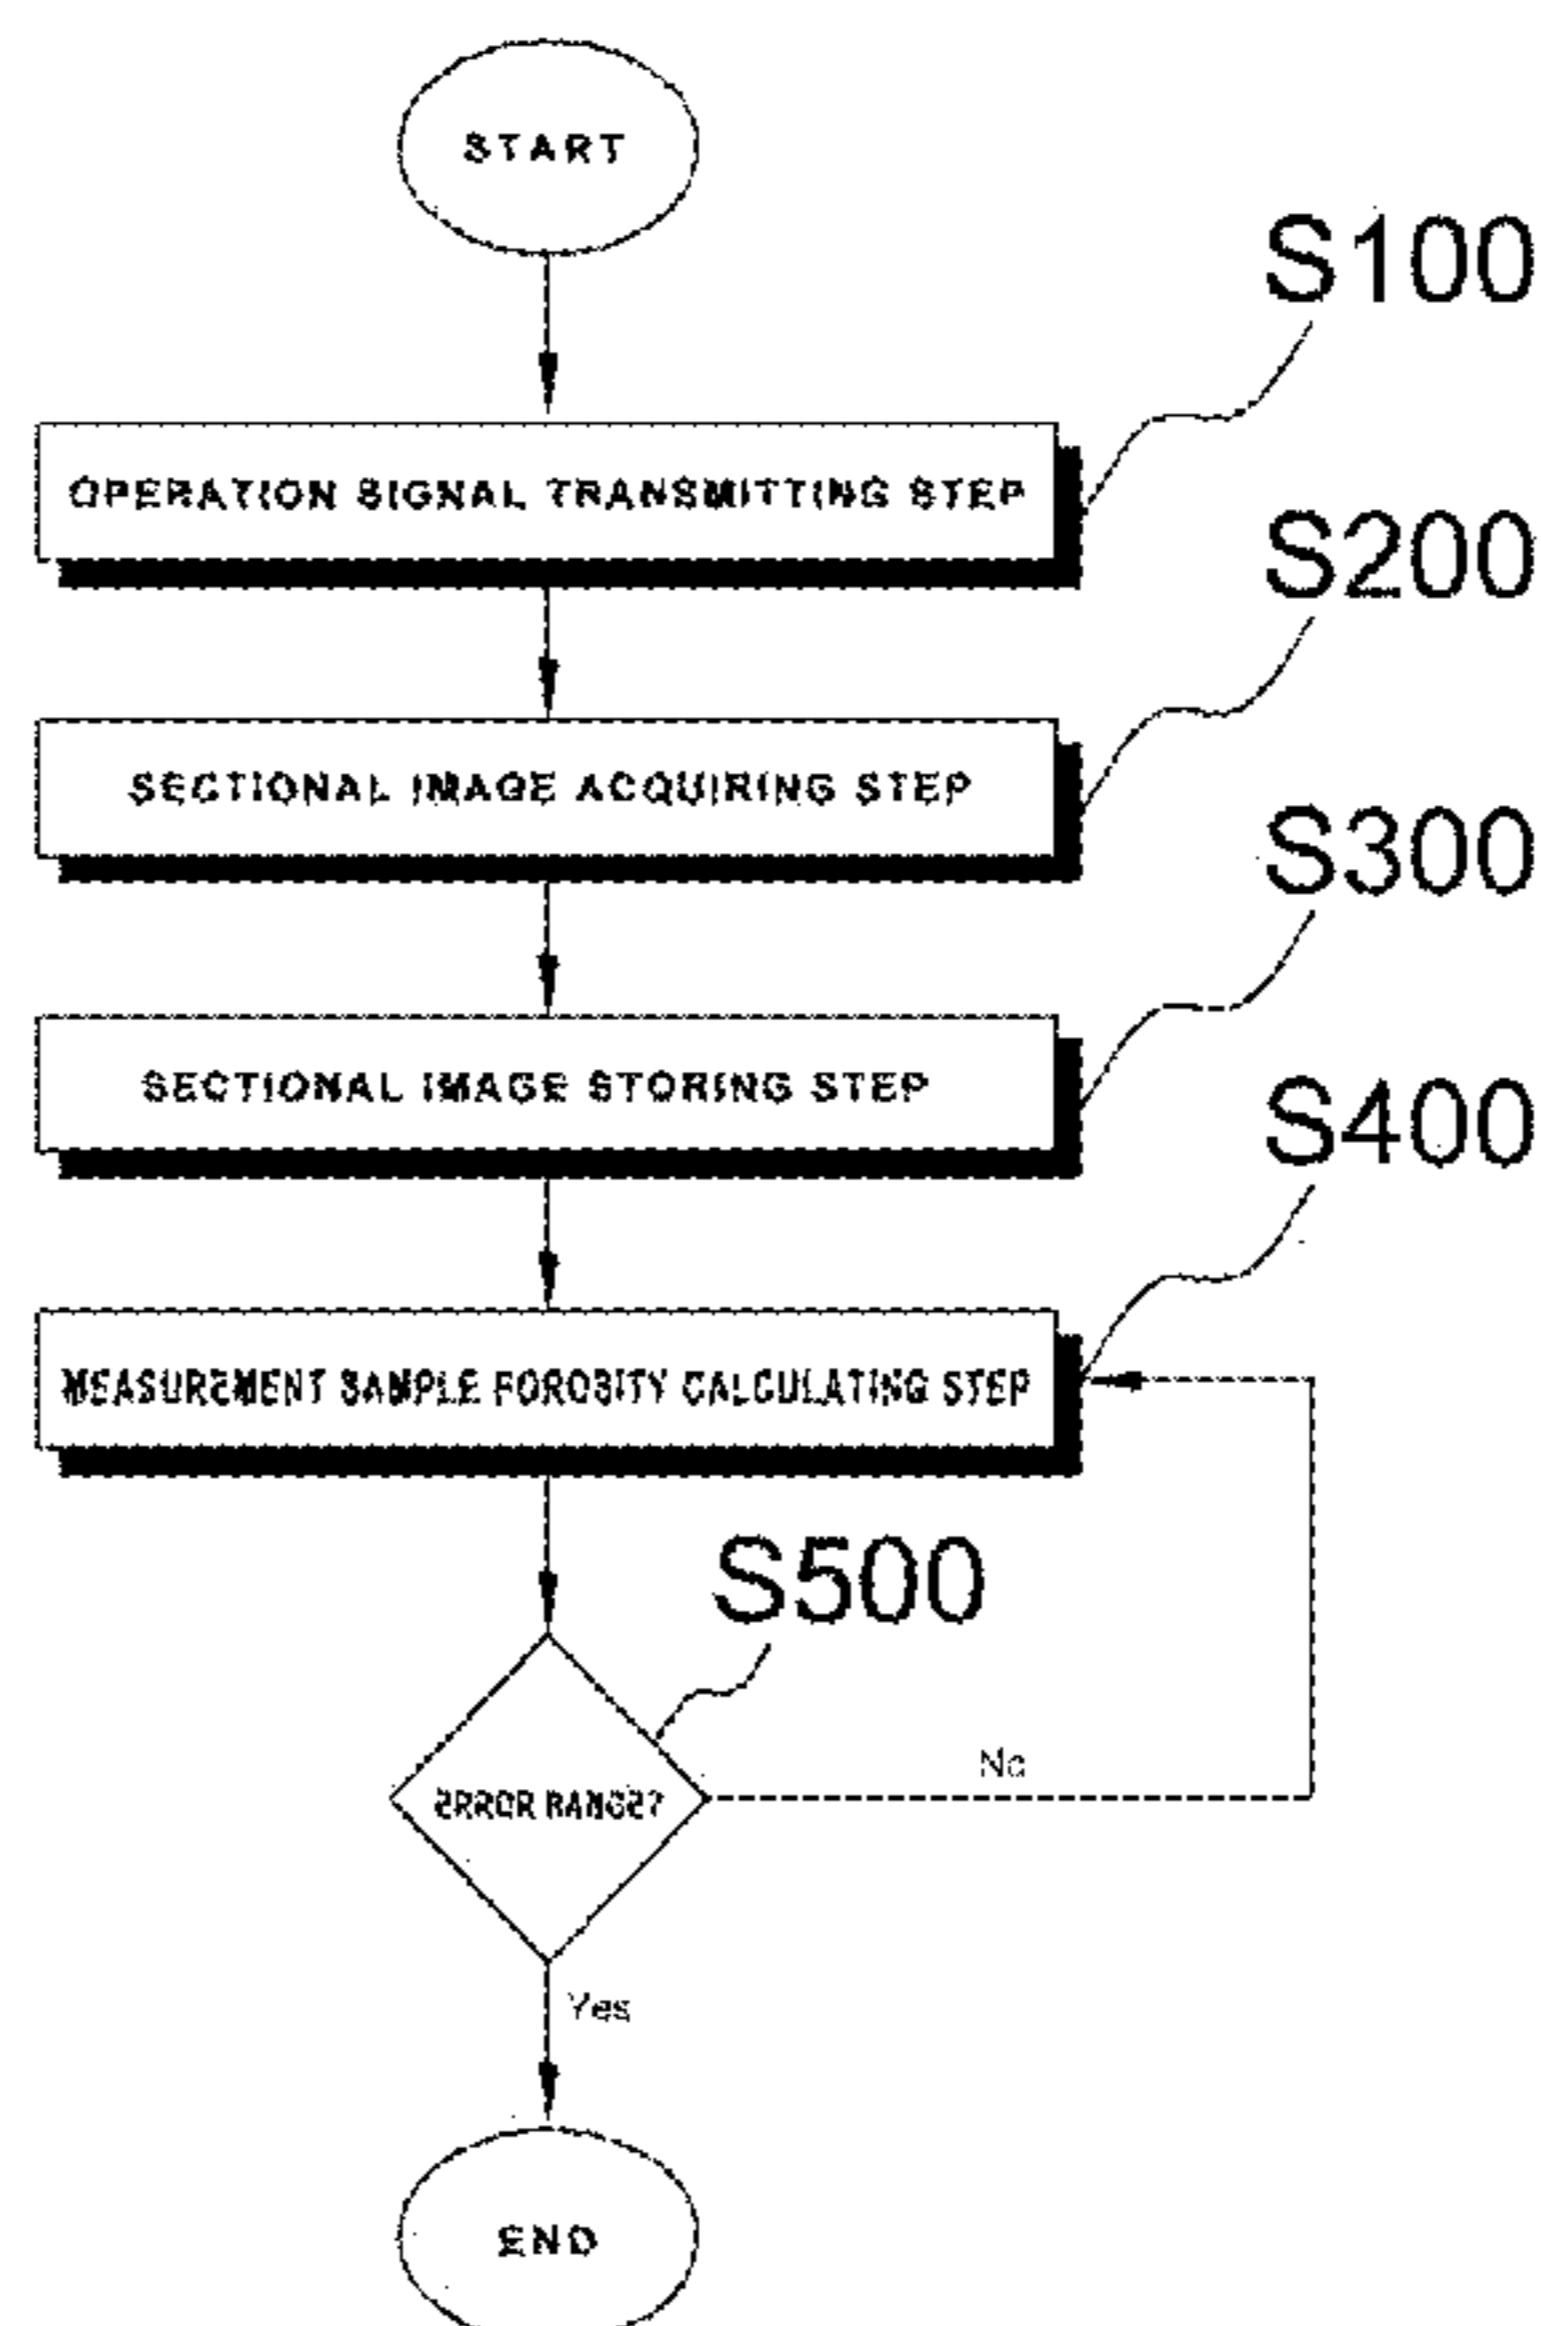 START
S100
OPERATION SIGNAL TRANSMITTING STEP
S200
SECTIONAL IMAGE ACQUIRING STEP
S300
SECTIONAL IMAGE STORING STEP
S400
MEASUREMENT SAMPLE POROSITY CALCULATING STEP
S500
ERROR RANGE?
No
Yes
END